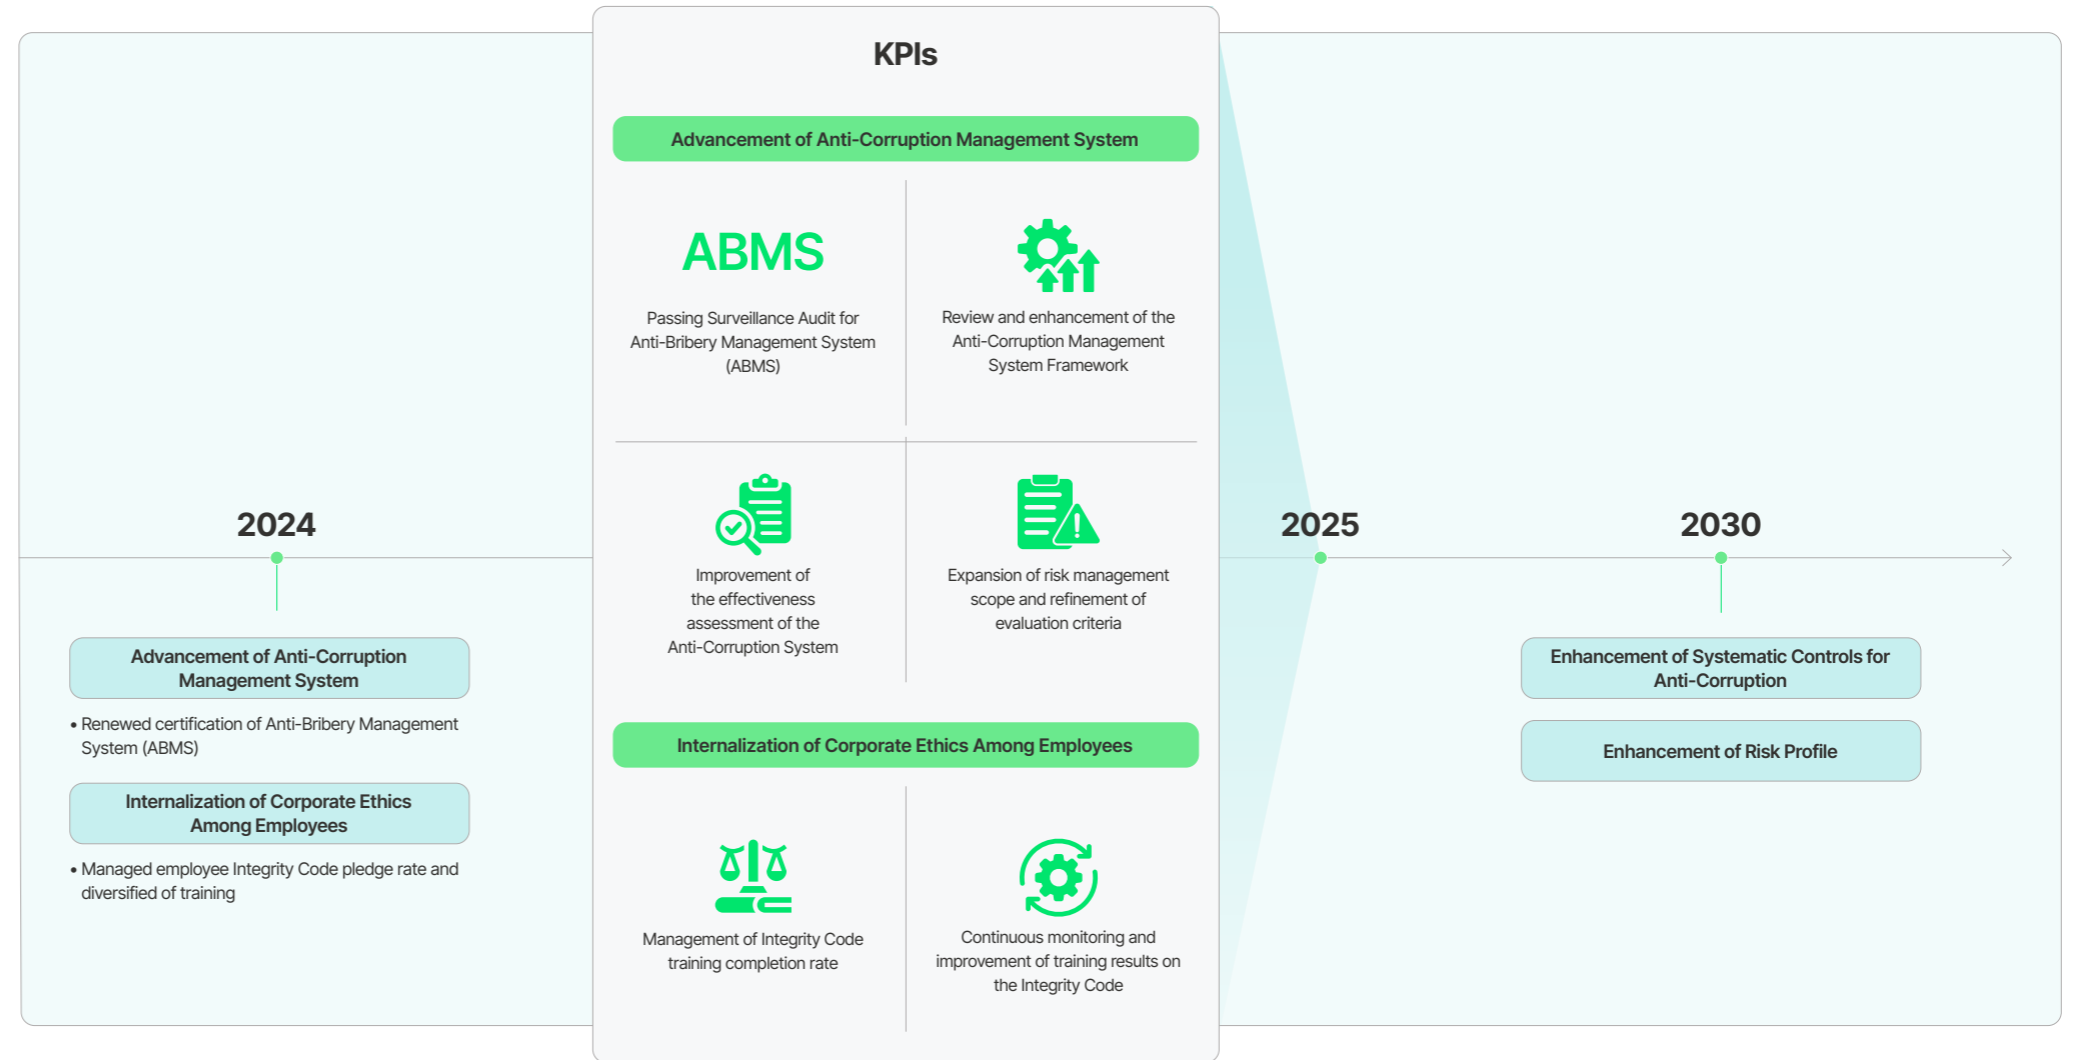 2024
Advancement of Anti-Corruption
Management System
• Renewed certification of Anti-Bribery Management
System (ABMS)
Internalization of Corporate Ethics
Among Employees
• Managed employee Integrity Code pledge rate and
diversified of training
KPIs
Advancement of Anti-Corruption Management System
ABMS
Passing Surveillance Audit for
Anti-Bribery Management System
(ABMS)
Review and enhancement of the
Anti-Corruption Management
System Framework
Improvement of
the effectiveness
assessment of the
Anti-Corruption System
Expansion of risk management
scope and refinement of
evaluation criteria
Internalization of Corporate Ethics Among Employees
Management of Integrity Code
training completion rate
Continuous monitoring and
improvement of training results on
the Integrity Code
2025
2030
Enhancement of Systematic Controls for
Anti-Corruption
Enhancement of Risk Profile